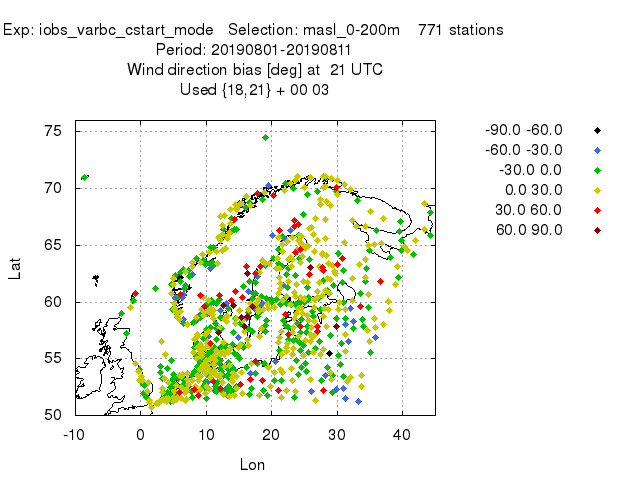 Exp: iobs_varbc_cstart_mode   Selection: masl_0-200m    771 stations
Period: 20190801-20190811
Wind direction bias [deg] at  21 UTC
Used {18,21} + 00 03
-90.0 -60.0
-60.0 -30.0
-30.0 0.0
0.0 30.0
30.0 60.0
60.0 90.0
Lat
75
70
65
60
55
50
-10 0 10 20 30 40
Lon